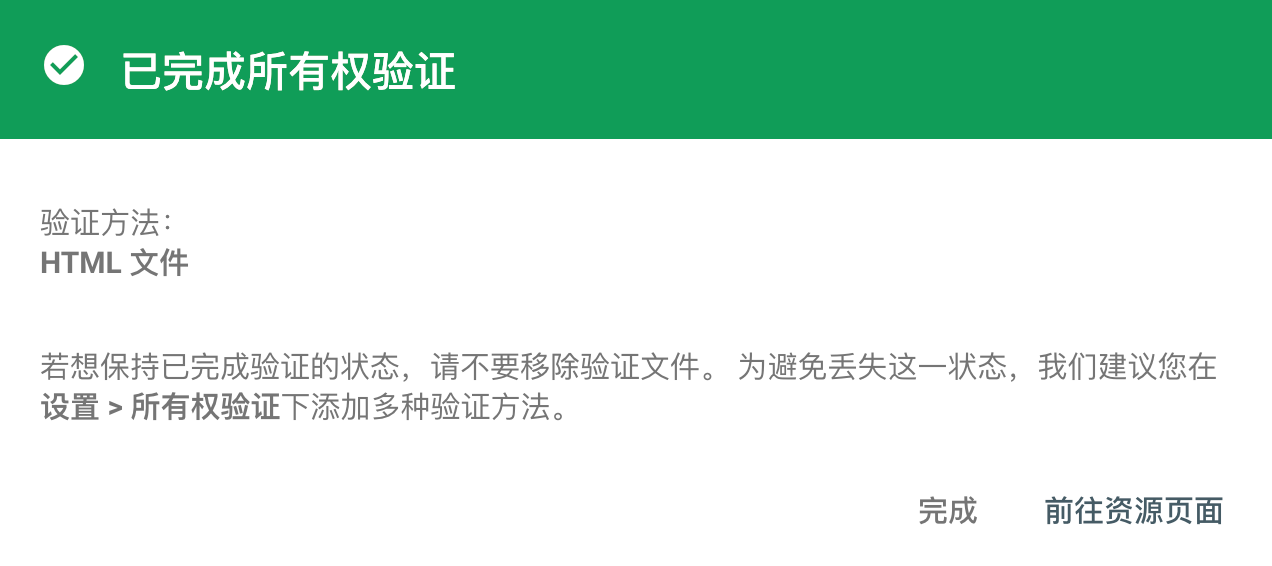 已完成所有权验证
验证方法：
HTML 文件
若想保持已完成验证的状态，请不要移除验证文件。 为避免丢失这一状态，我们建议您在
设置 > 所有权验证下添加多种验证方法。
完成 前往资源页面